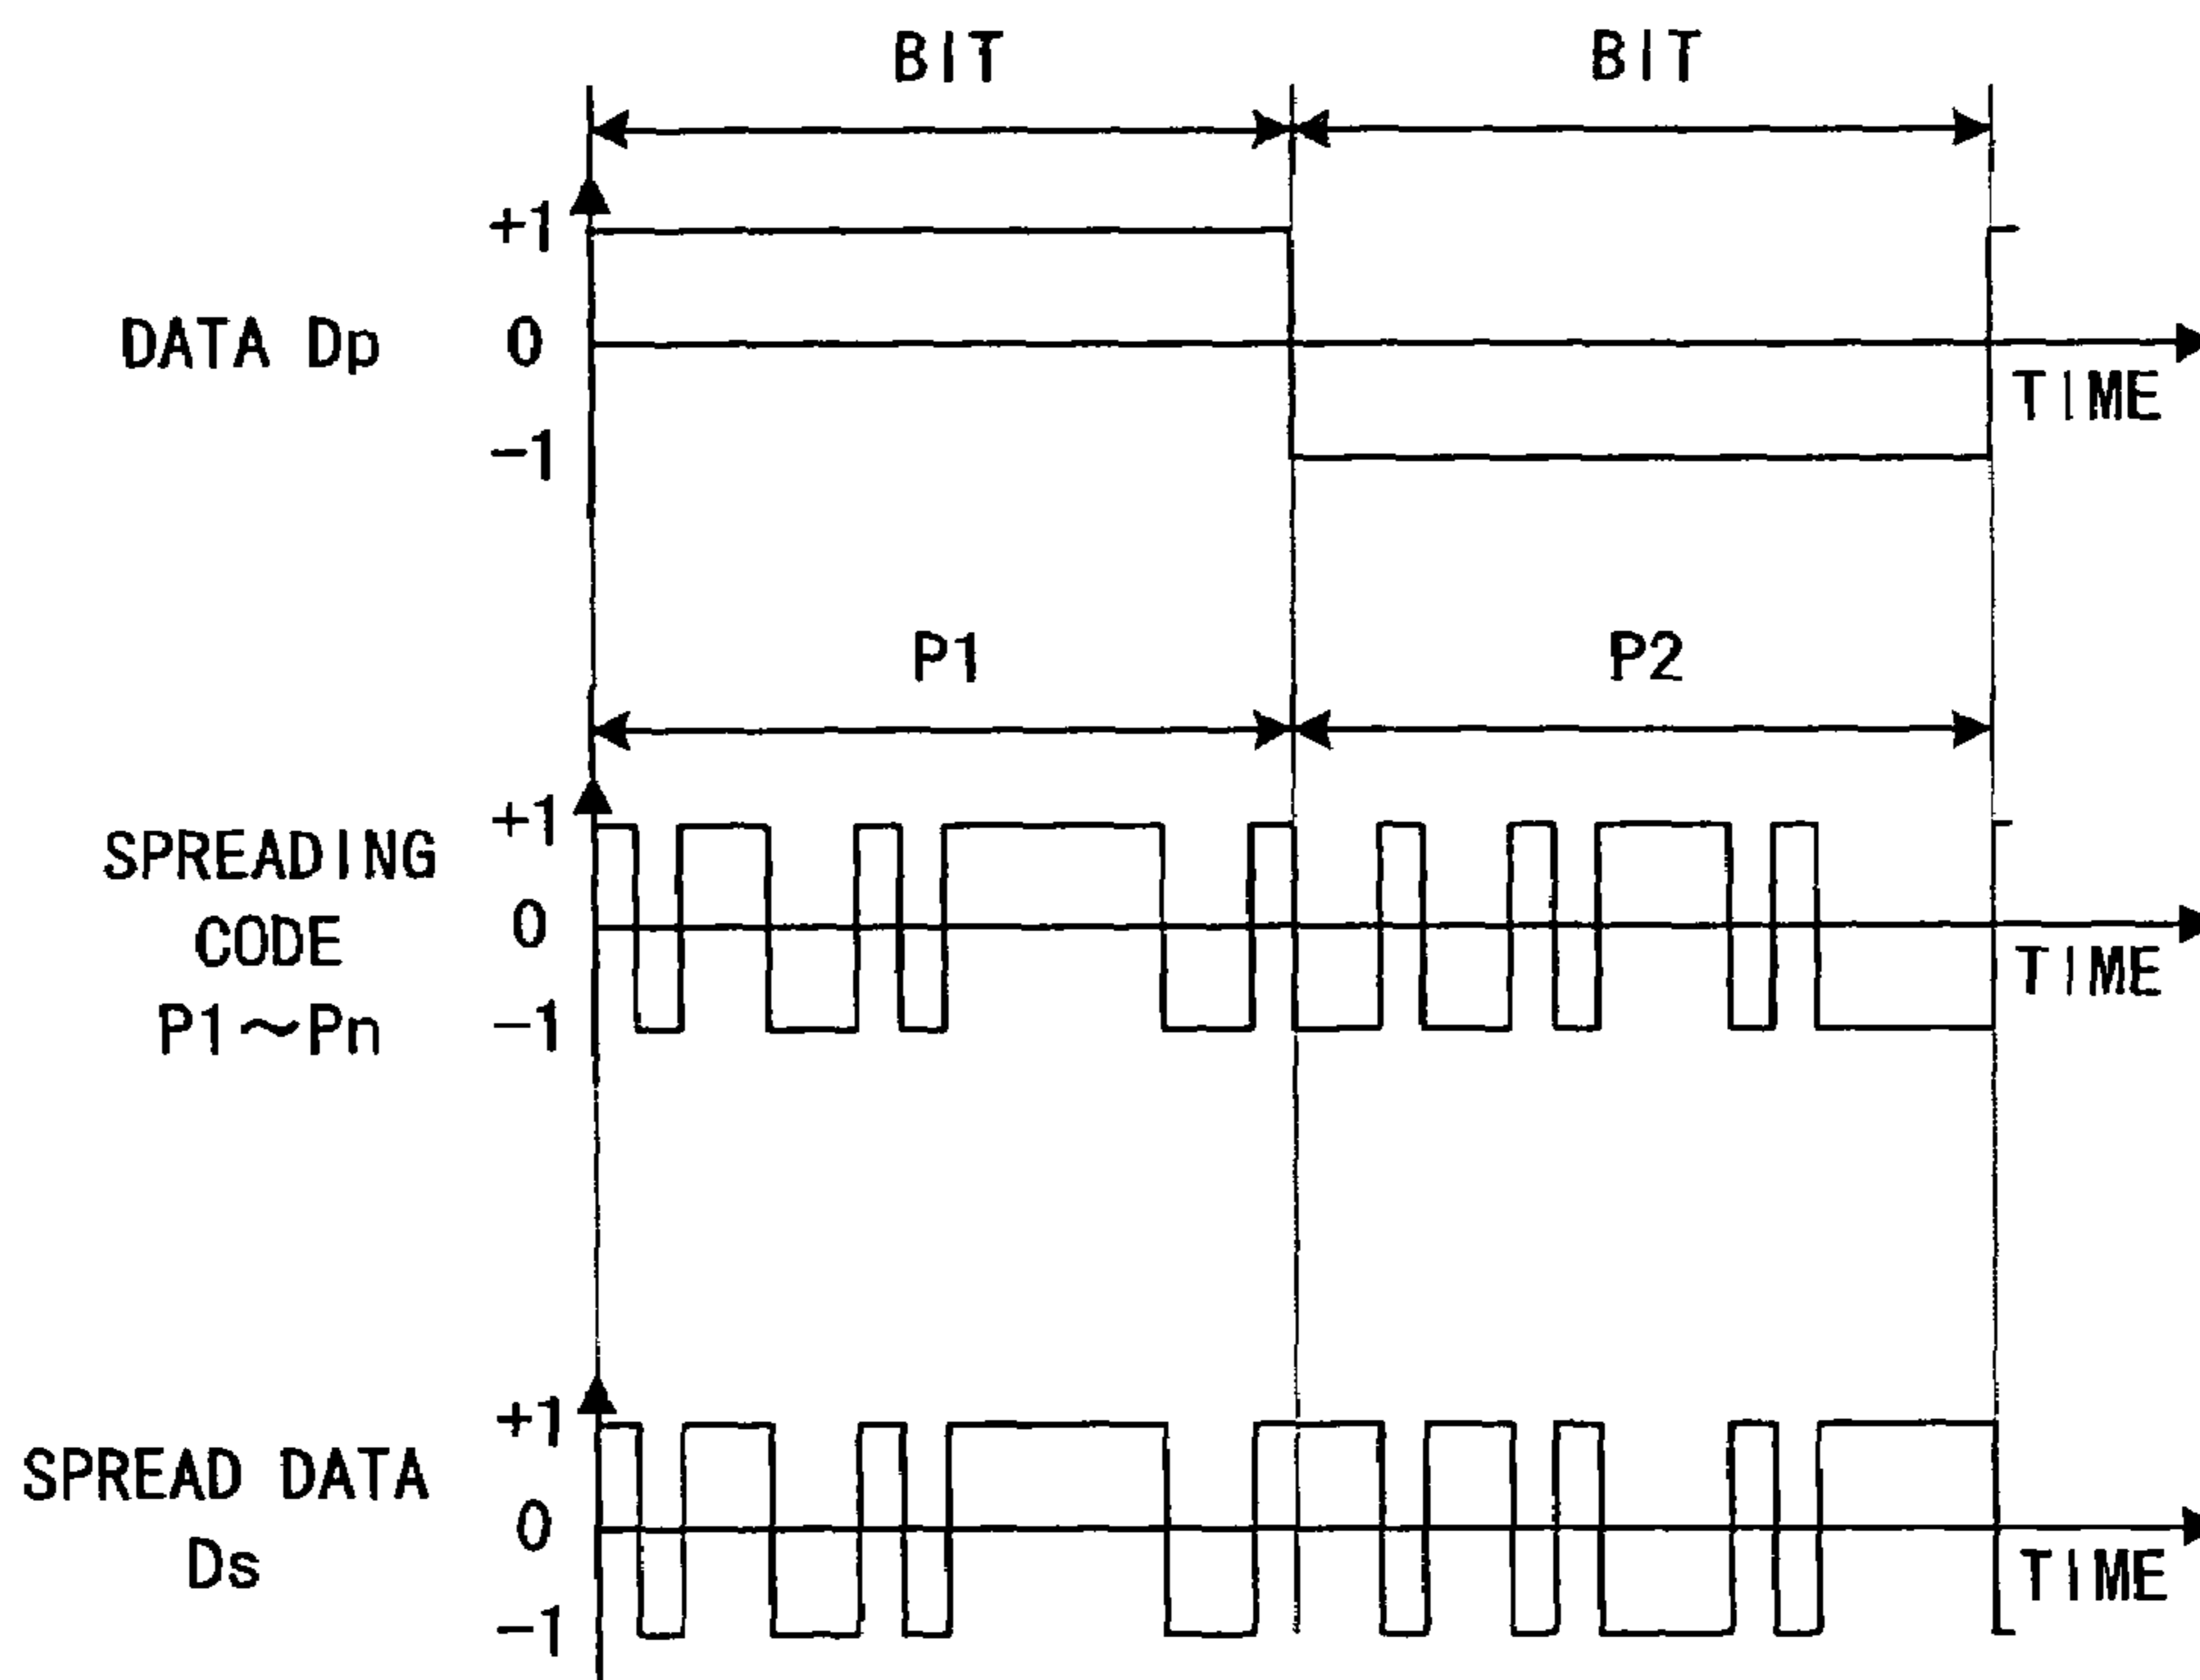 BIT BIT
+1
DATA Dp 0
TIME
-1
P1 P2
+1
SPREADING
CODE
P1~Pn
0
TIME
-1
+1
SPREAD DATA
Ds
0
TIME
-1